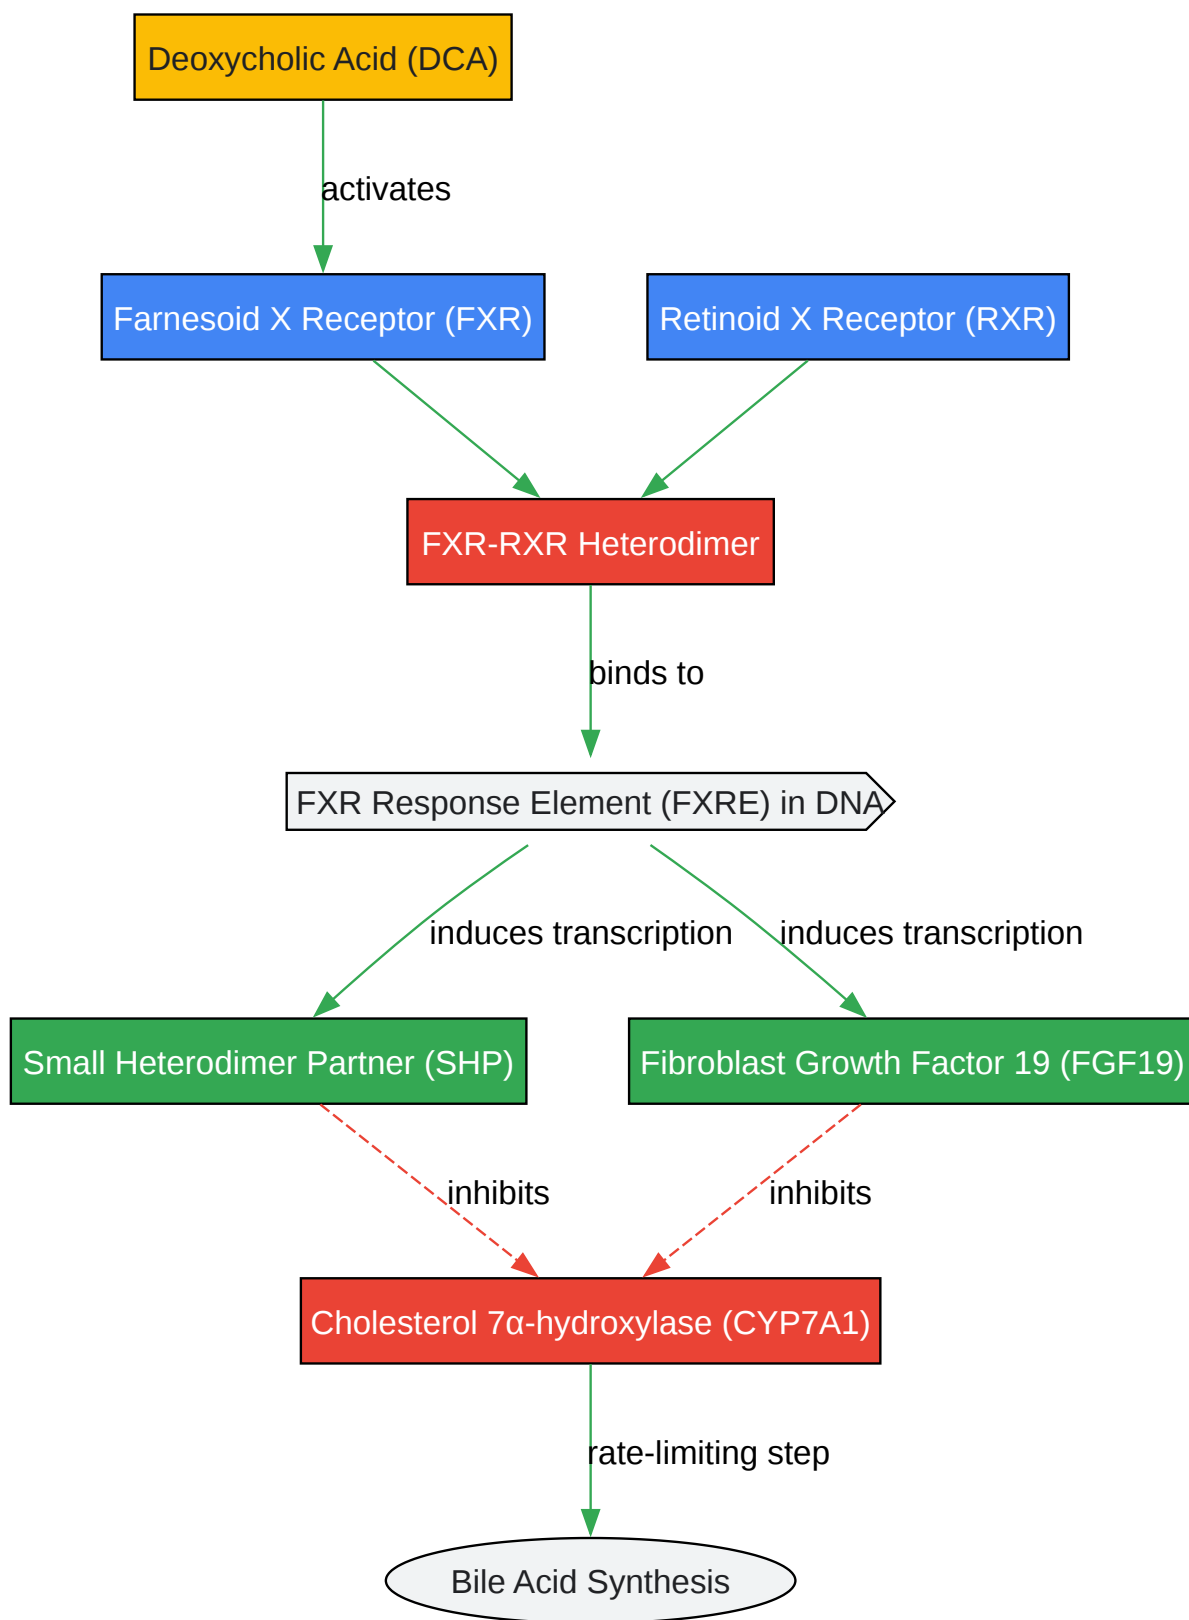 Deoxycholic Acid (DCA)
activates
Farnesoid X Receptor (FXR)
Retinoid X Receptor (RXR)
FXR-RXR Heterodimer
binds to
FXR Response Element (FXRE) in DNA
induces transcription
induces transcription
Small Heterodimer Partner (SHP)
Fibroblast Growth Factor 19 (FGF19)
inhibits
inhibits
Cholesterol 7α-hydroxylase (CYP7A1)
rate-limiting step
Bile Acid Synthesis